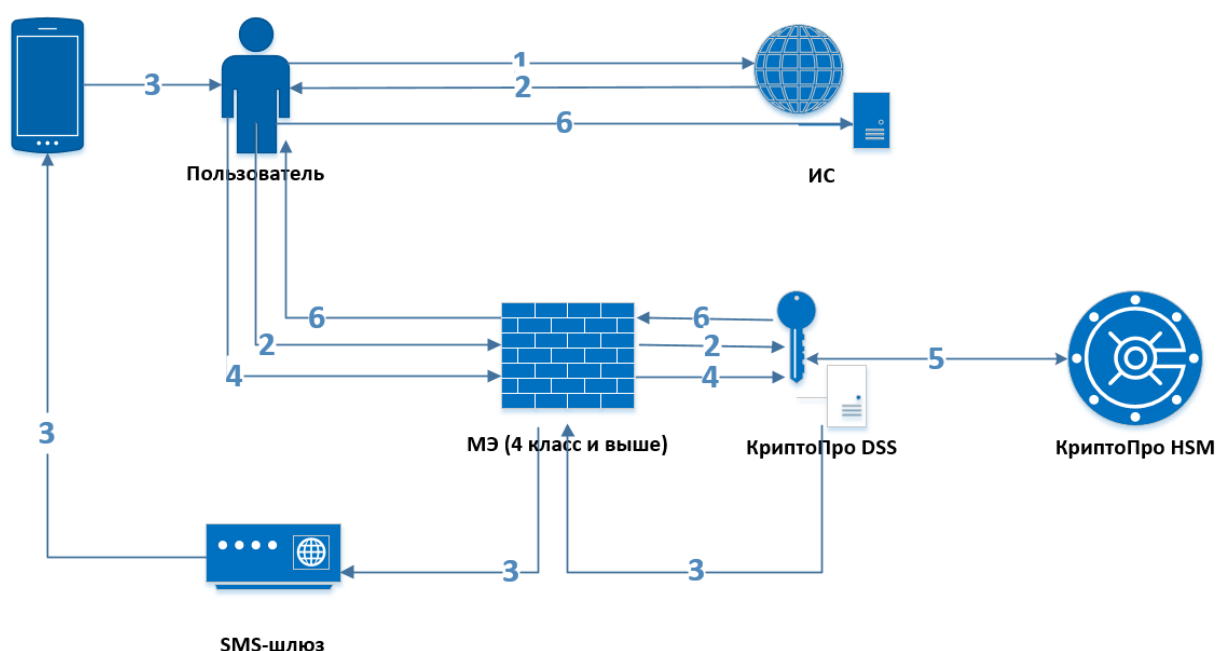 1
3
2
6
Пользователь
ИС
6
6
2
2
5
4
4
3
МЭ (4 класс и выше)
КриптоПро DSS
КриптоПро HSM
3
3
SMS-шлюз